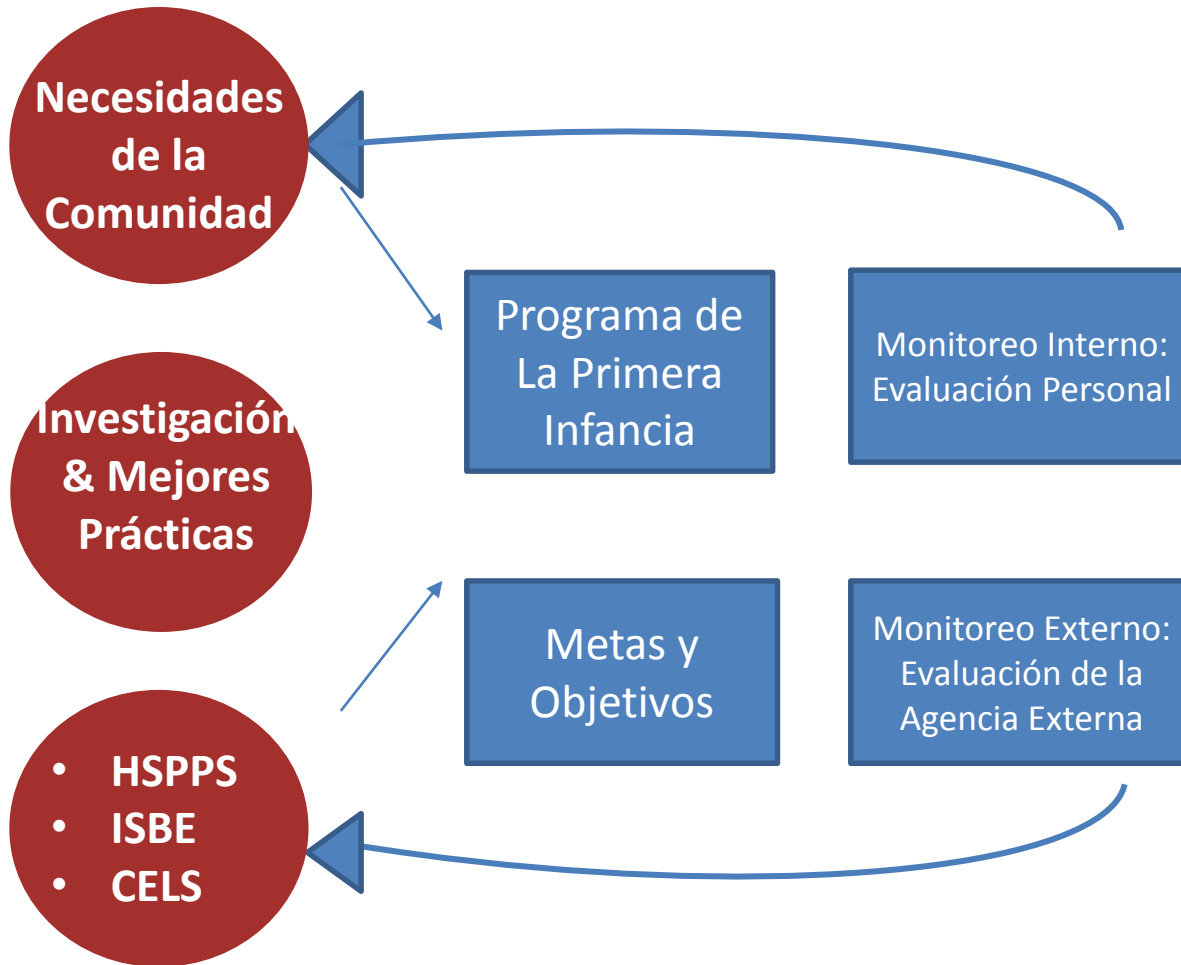 Necesidades
de la
Comunidad
Programa de
La Primera
Infancia
Monitoreo Interno:
Evaluación Personal
Investigación
& Mejores
Prácticas
Metas y
Objetivos
Monitoreo Externo:
Evaluación de la
Agencia Externa
• HSPPS
• ISBE
• CELS